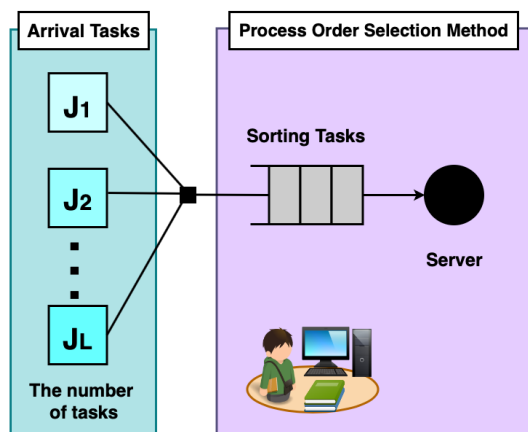 Arrival Tasks
Process Order Selection Method
J1
J2
JL
The number
of tasks
Sorting Tasks
Server